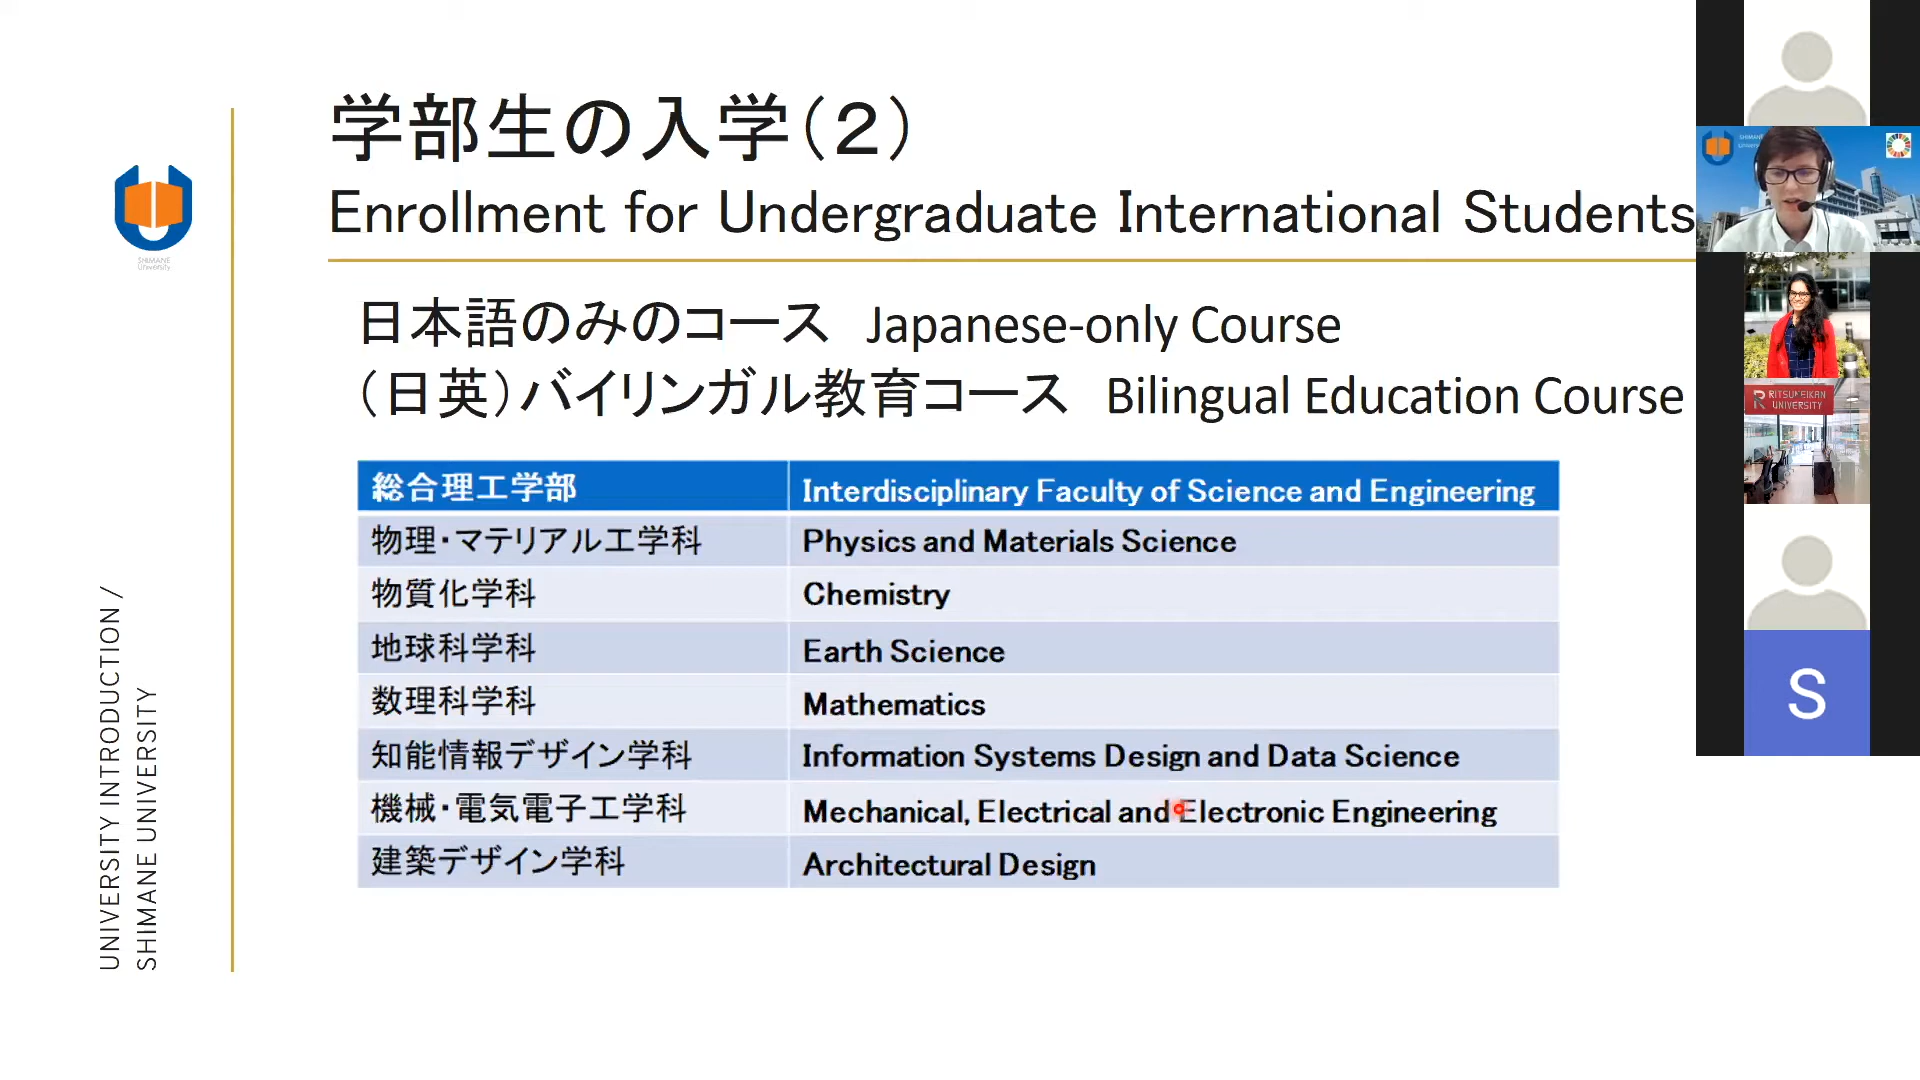 学部生の入学（２）
Enrollment for Undergraduate International Students
SHIMANE
University
日本語のみのコース Japanese-only Course
（日英）バイリンガル教育コース Bilingual Education Course
総合理工学部 Interdisciplinary Faculty of Science and Engineering
物理・マテリアル工学科 Physics and Materials Science
物質化学科 Chemistry
地球科学科 Earth Science
数理科学科 Mathematics
知能情報デザイン学科 Information Systems Design and Data Science
機械・電気電子工学科 Mechanical, Electrical and Electronic Engineering
建築デザイン学科 Architectural Design
UNIVERSITY INTRODUCTION /
SHIMANE UNIVERSITY
R RITSUMEIKAN
UNIVERSITY
S